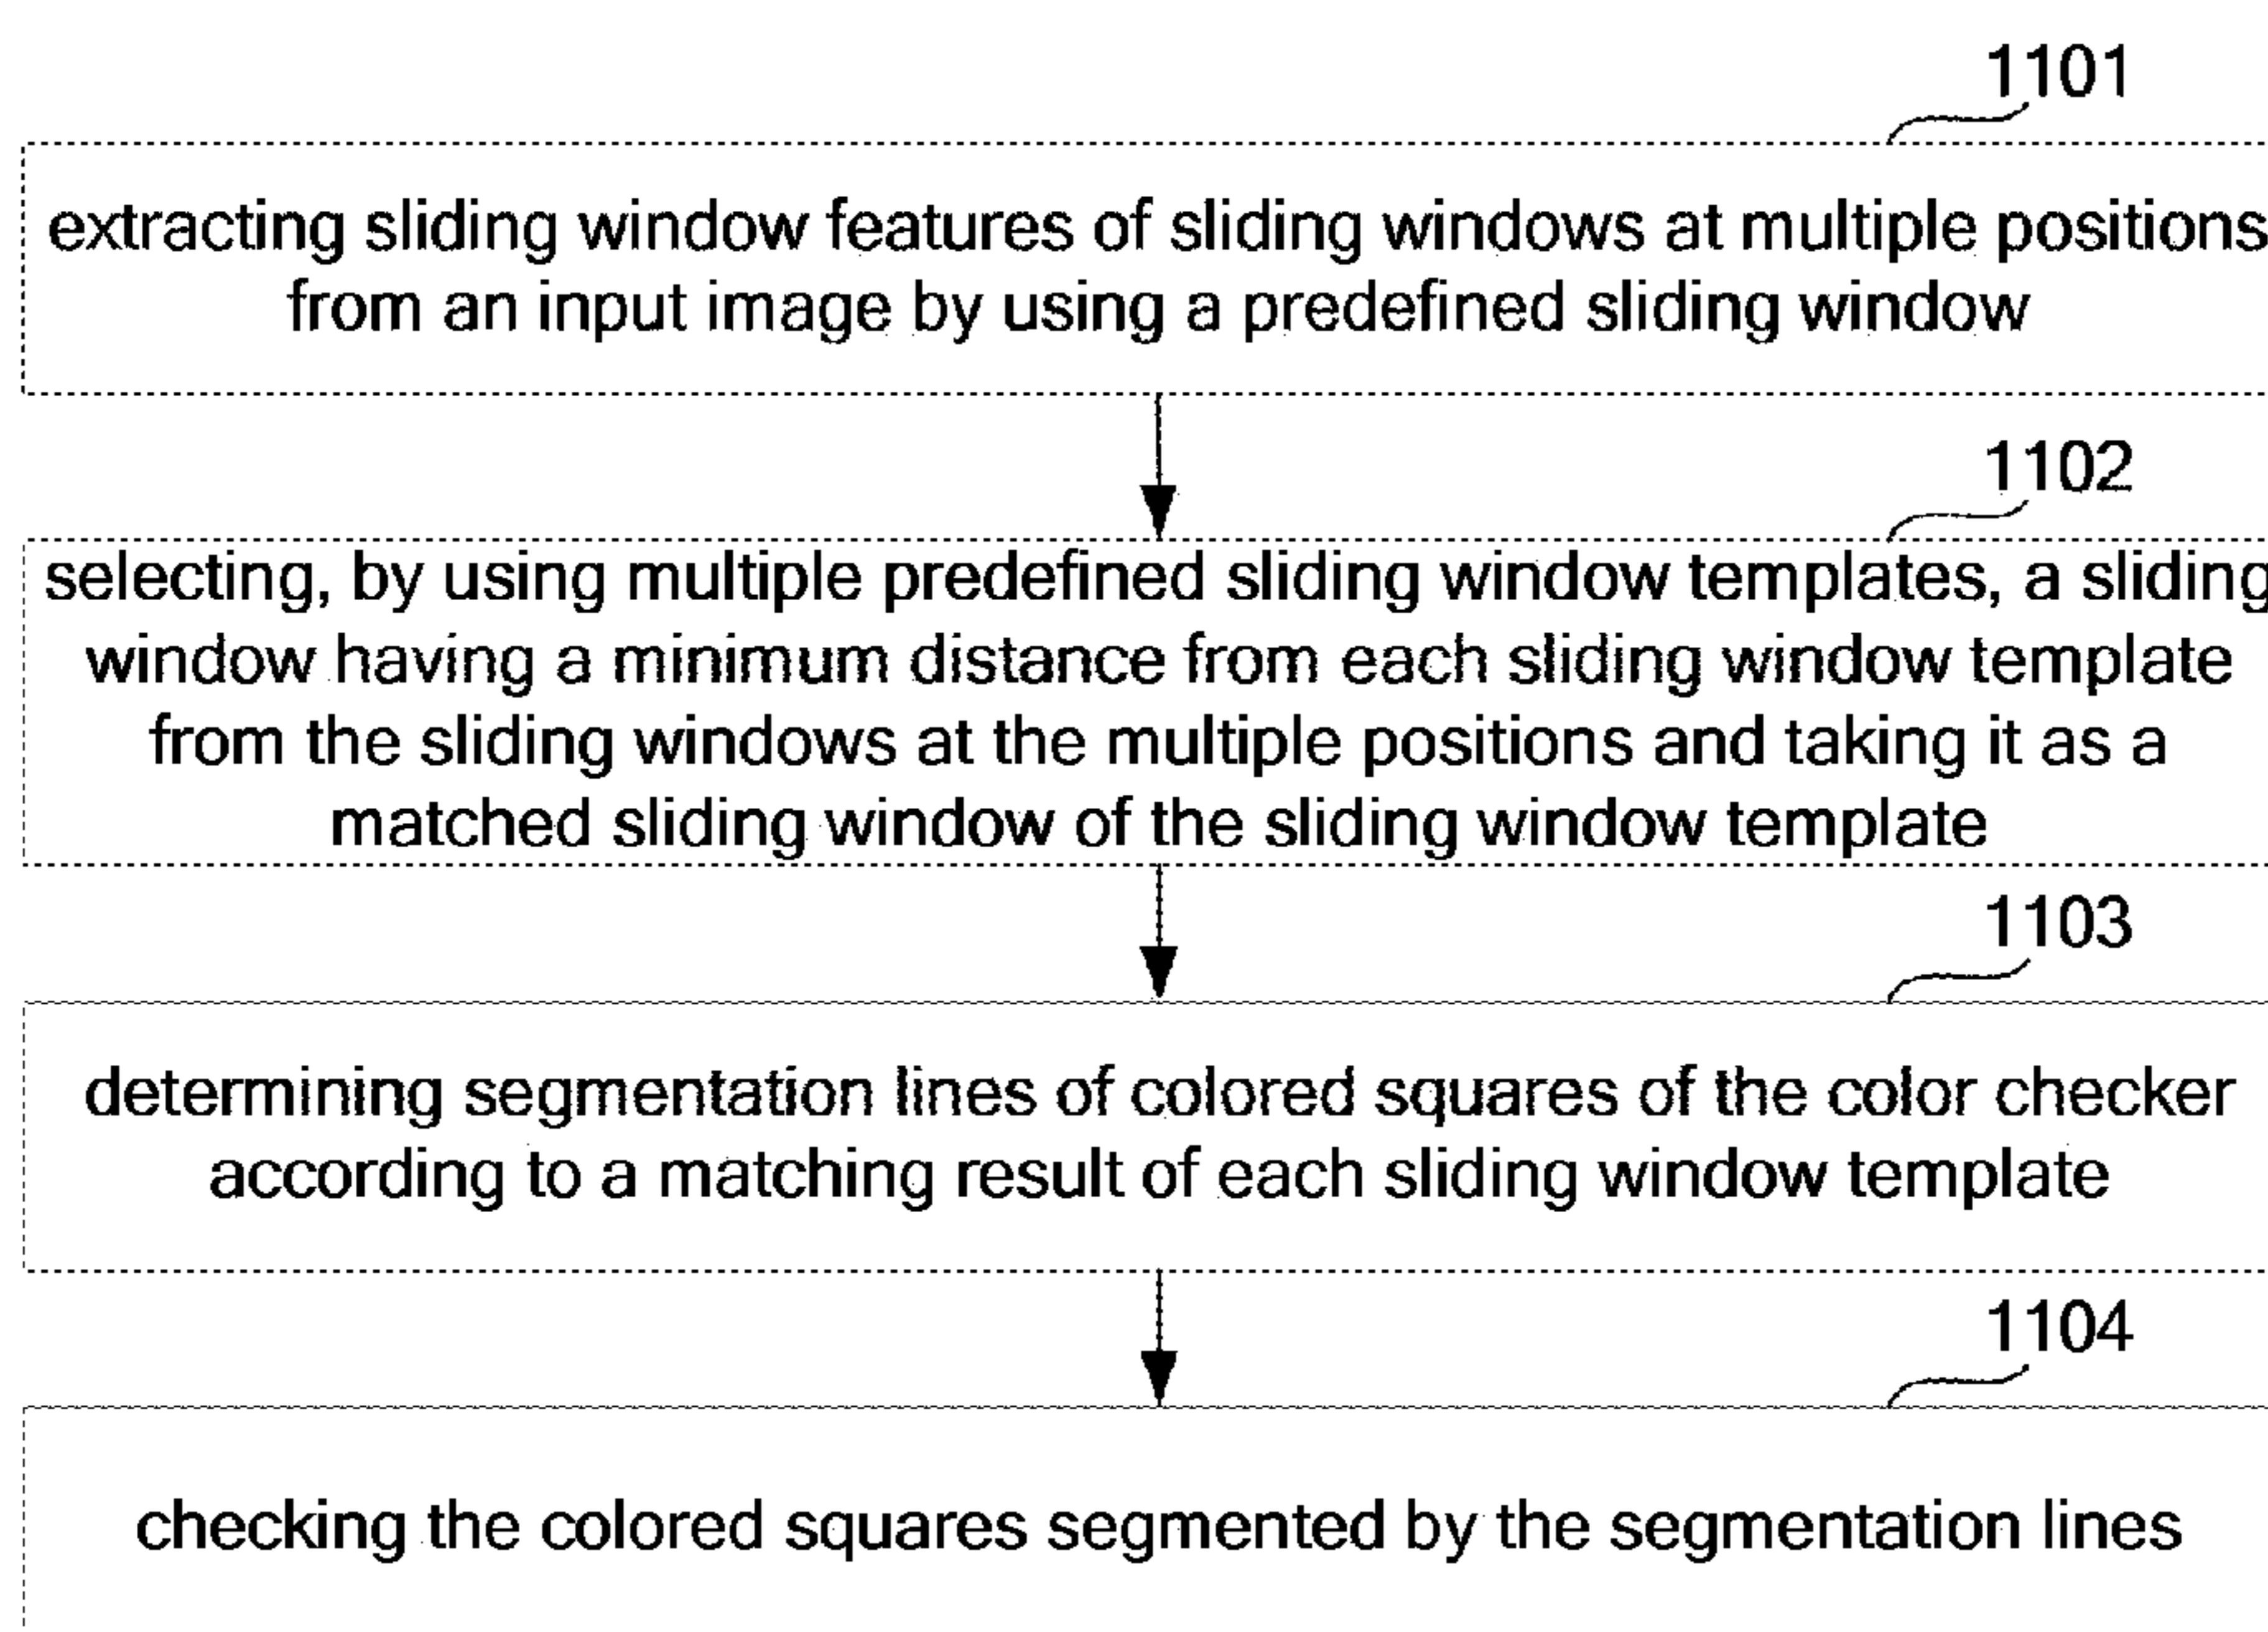 1101
extracting sliding window features of sliding windows at multiple positions
from an input image by using a predefined sliding window
1102
selecting, by using multiple predefined sliding window templates, a sliding
window having a minimum distance from each sliding window template
from the sliding windows at the multiple positions and taking it as a
matched sliding window of the sliding window template
1103
determining segmentation lines of colored squares of the color checker
according to a matching result of each sliding window template
1104
checking the colored squares segmented by the segmentation lines